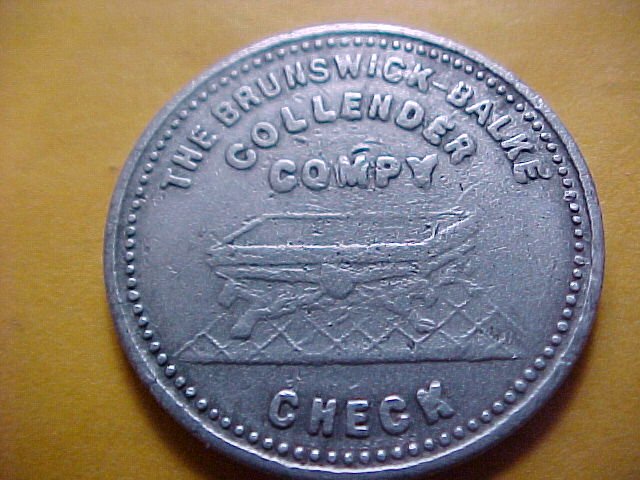 THE BRUNSWICK-BALKE
COLLENDER
COMPY
CHECK